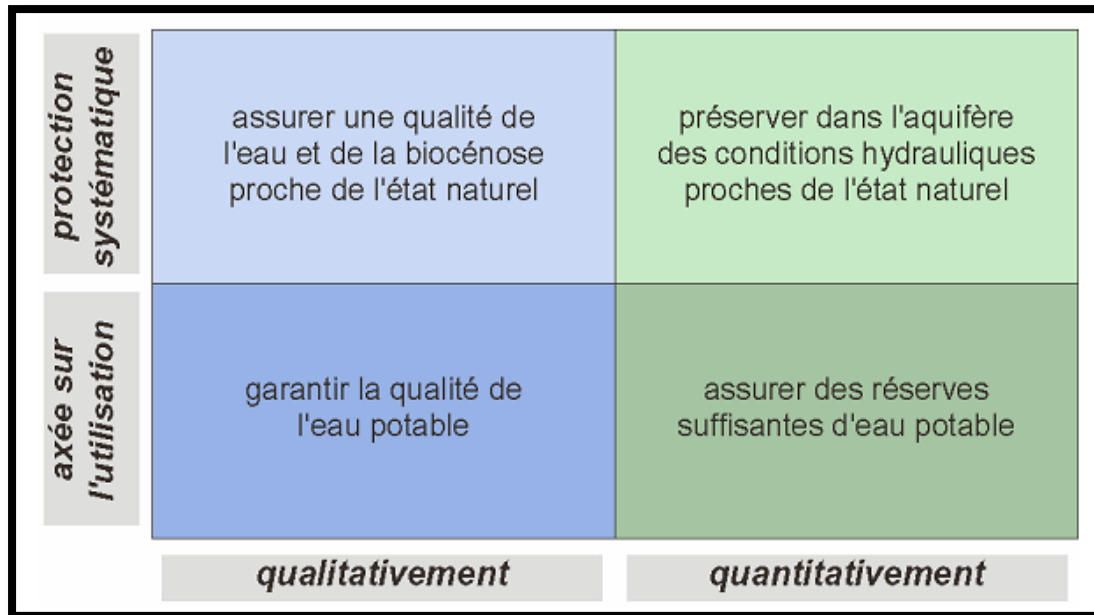 protection
systématique
assurer une qualité de
l'eau et de la biocénose
proche de l'état naturel
préserver dans l'aquifère
des conditions hydrauliques
proches de l'état naturel
axée sur
l'utilisation
garantir la qualité de
l'eau potable
assurer des réserves
suffisantes d'eau potable
qualitativement
quantitativement